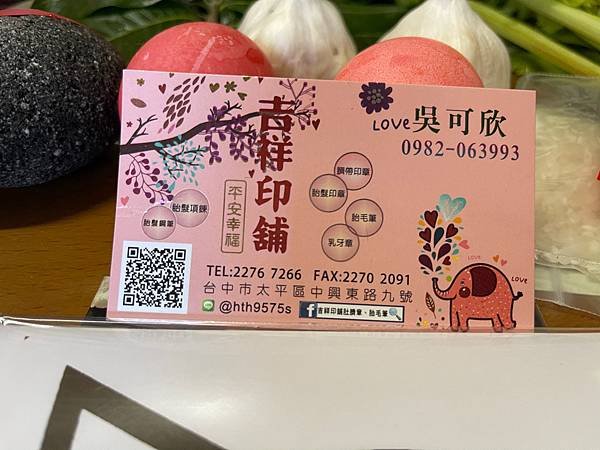 LOVE 吳可欣
0982-063993
吉祥印舖
平安幸福
臍帶印章
胎髮印章
胎毛筆
乳牙章
胎髮項鍊
胎髮鋼筆
TEL:2276 7266 FAX:2270 2091
台中市太平區中興東路九號
@hth9575s
吉祥印舖肚臍章、胎毛筆
LOVE
LOVE